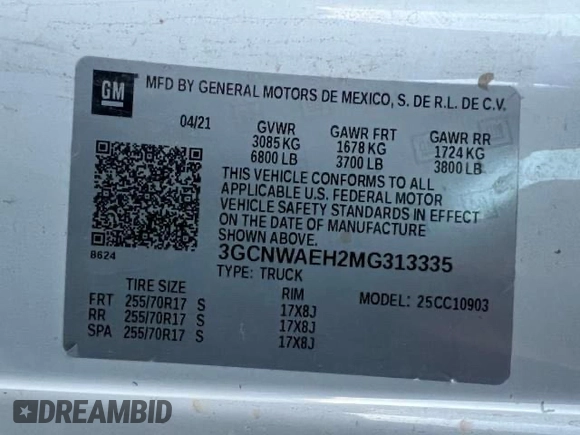 GM
MFD BY GENERAL MOTORS DE MEXICO, S. DE R.L. DE C.V.
04/21 GVWR GAWR FRT GAWR RR
3085 KG 1678 KG 1724 KG
6800 LB 3700 LB 3800 LB
THIS VEHICLE CONFORMS TO ALL
APPLICABLE U.S. FEDERAL MOTOR
VEHICLE SAFETY STANDARDS IN EFFECT
ON THE DATE OF MANUFACTURE
SHOWN ABOVE.
8624
3GCNWAEH2MG313335
TYPE: TRUCK
TIRE SIZE RIM MODEL: 25CC10903
FRT 255/70R17 S 17X8J
RR 255/70R17 S 17X8J
SPA 255/70R17 S 17X8J
DREAMBID